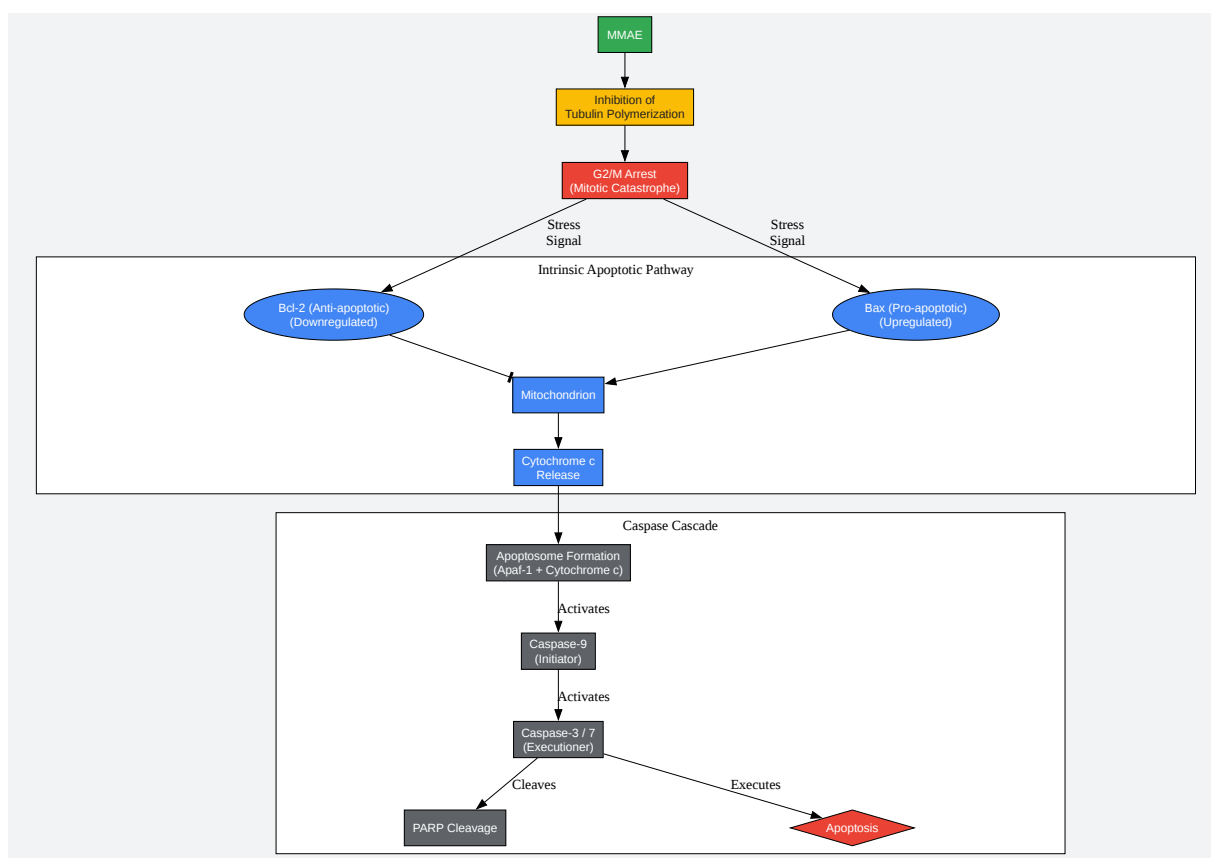 MMAE
Inhibition of
Tubulin Polymerization
G2/M Arrest
(Mitotic Catastrophe)
Stress
Signal
Stress
Signal
Intrinsic Apoptotic Pathway
Bcl-2 (Anti-apoptotic)
(Downregulated)
Bax (Pro-apoptotic)
(Upregulated)
Mitochondrion
Cytochrome c
Release
Caspase Cascade
Apoptosome Formation
(Apaf-1 + Cytochrome c)
Activates
Caspase-9
(Initiator)
Activates
Caspase-3 / 7
(Executioner)
Cleaves
Executes
PARP Cleavage
Apoptosis